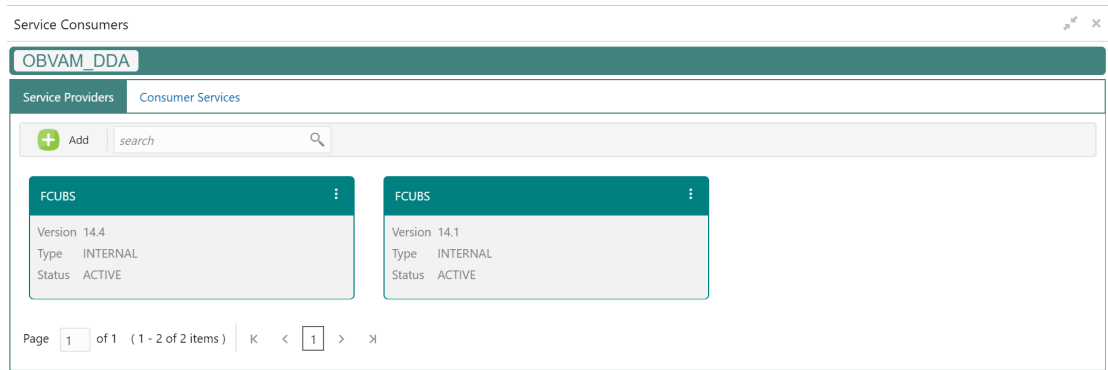 Service Consumers
OBVAM_DDA
Service Providers Consumer Services
Add search
FCUBS FCUBS
Version 14.4 Version 14.1
Type INTERNAL Type INTERNAL
Status ACTIVE Status ACTIVE
Page 1 of 1 ( 1 - 2 of 2 items ) 1